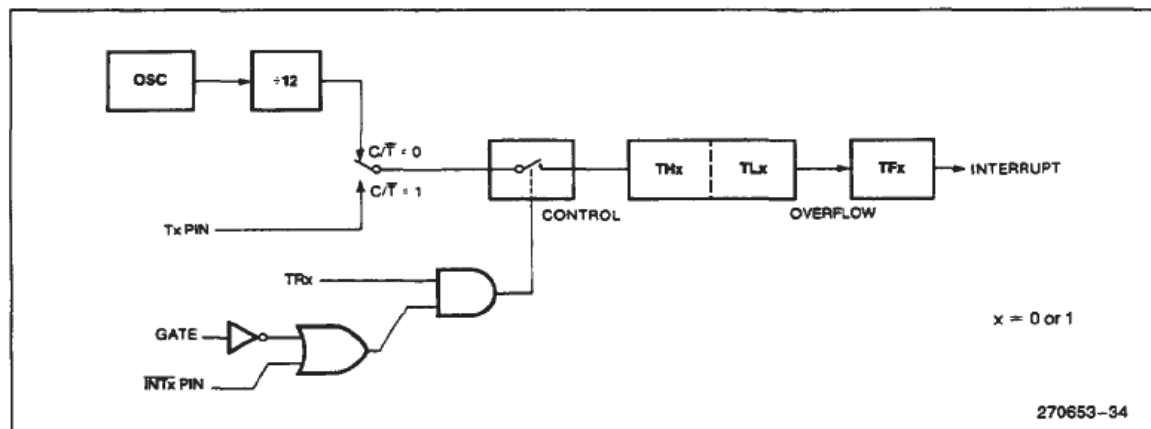 OSC
÷12
C/T̅ = 0
C/T̅ = 1
Tx PIN
CONTROL
THx
TLx
OVERFLOW
TFx
INTERRUPT
TRx
GATE
I̅N̅T̅x̅ PIN
x = 0 or 1
270653–34